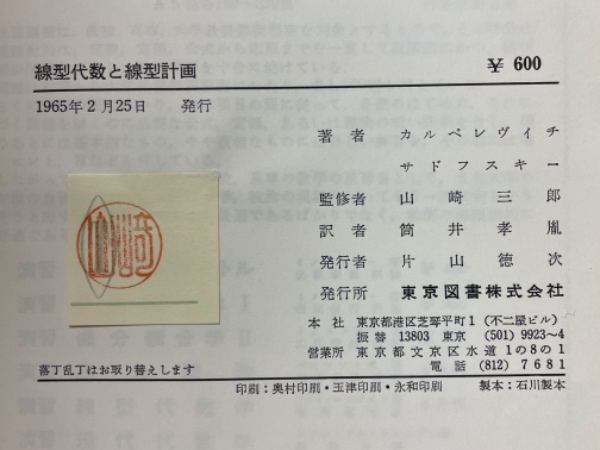 線型代数と線型計画 ¥ 600
1965年2月25日 発行
著者 カルペレヴィチ
サドフスキー
監修者 山崎三郎
訳者 筒井孝胤
発行者 片山徳次
発行所 東京図書株式会社
本社 東京都港区芝琴平町1(不二屋ビル)
振替 13803 東京 (501)9923~4
営業所 東京都文京区水道1の8の1
電話 (812)7681
落丁乱丁はお取り替えします
印刷:奥村印刷・玉津印刷・永和印刷 製本:石川製本